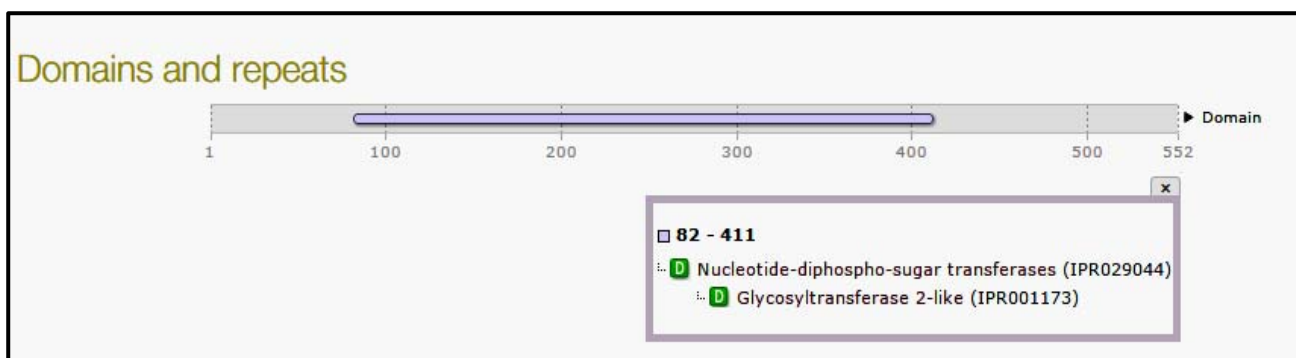 Domains and repeats
Domain
1 100 200 300 400 500 552
x
82 - 411
D Nucleotide-diphospho-sugar transferases (IPR029044)
D Glycosyltransferase 2-like (IPR001173)